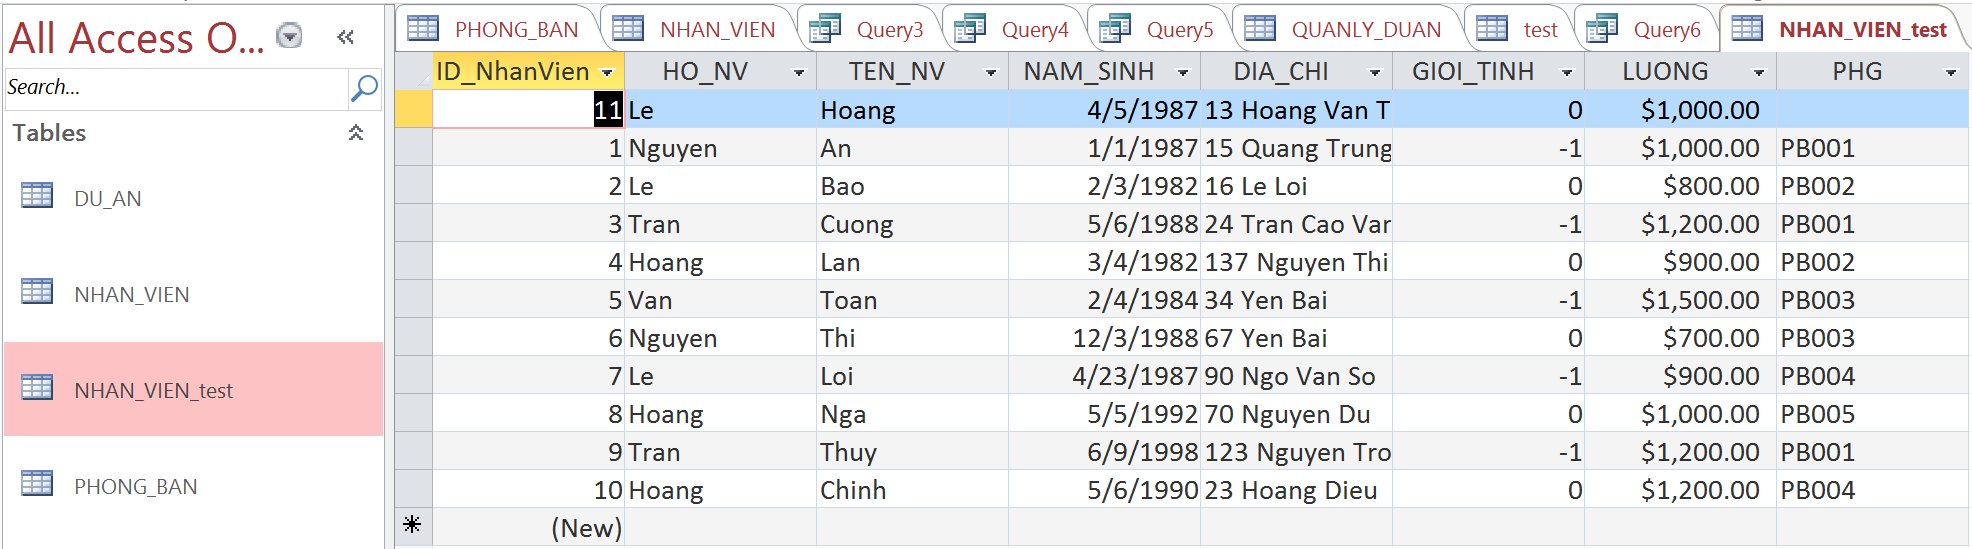 All Access O...
Search...
Tables
DU_AN
NHAN_VIEN
NHAN_VIEN_test
PHONG_BAN
PHONG_BAN NHAN_VIEN Query3 Query4 Query5 QUANLY_DUAN test Query6 NHAN_VIEN_test
ID_NhanVien HO_NV TEN_NV NAM_SINH DIA_CHI GIOI_TINH LUONG PHG
11 Le Hoang 4/5/1987 13 Hoang Van T 0 $1,000.00
1 Nguyen An 1/1/1987 15 Quang Trung -1 $1,000.00 PB001
2 Le Bao 2/3/1982 16 Le Loi 0 $800.00 PB002
3 Tran Cuong 5/6/1988 24 Tran Cao Van -1 $1,200.00 PB001
4 Hoang Lan 3/4/1982 137 Nguyen Thi 0 $900.00 PB002
5 Van Toan 2/4/1984 34 Yen Bai -1 $1,500.00 PB003
6 Nguyen Thi 12/3/1988 67 Yen Bai 0 $700.00 PB003
7 Le Loi 4/23/1987 90 Ngo Van So -1 $900.00 PB004
8 Hoang Nga 5/5/1992 70 Nguyen Du 0 $1,000.00 PB005
9 Tran Thuy 6/9/1998 123 Nguyen Tro -1 $1,200.00 PB001
10 Hoang Chinh 5/6/1990 23 Hoang Dieu 0 $1,200.00 PB004
(New)